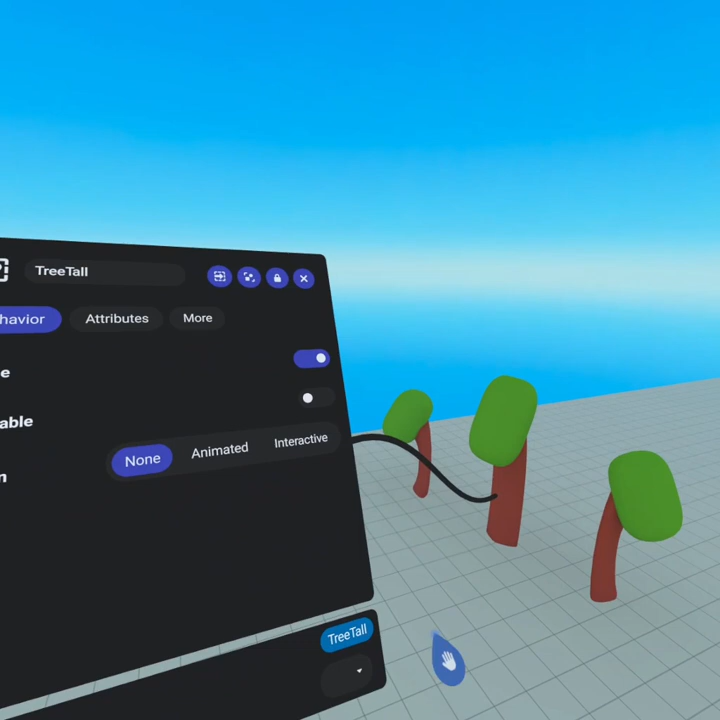 TreeTall
havior Attributes More
e
able
n None Animated Interactive
TreeTall